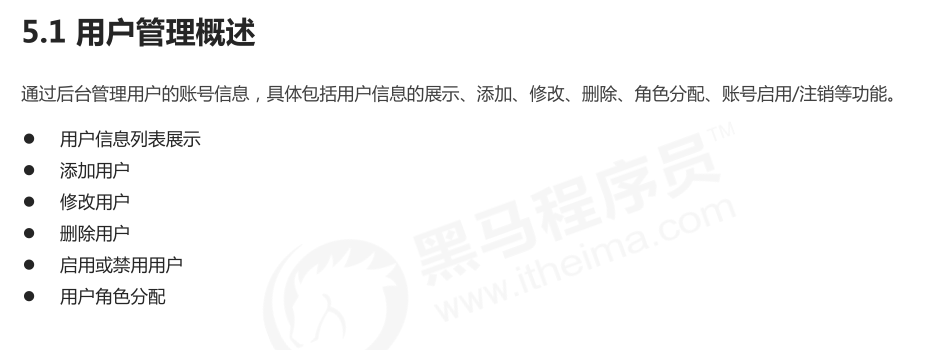 5.1 用户管理概述
通过后台管理用户的账号信息，具体包括用户信息的展示、添加、修改、删除、角色分配、账号启用/注销等功能。
● 用户信息列表展示
● 添加用户
● 修改用户
● 删除用户
● 启用或禁用用户
● 用户角色分配
黑马程序员™
www.itheima.com